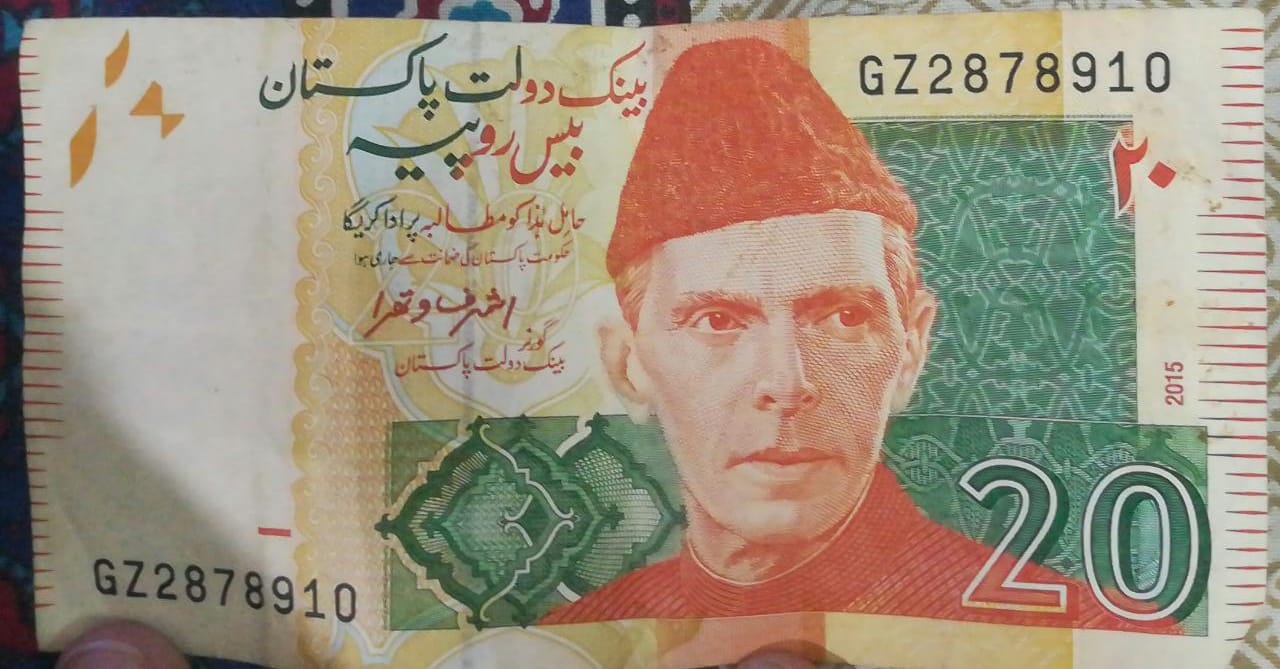 بینک دولت پاکستان
GZ2878910
بیس روپیہ
۲۰
حامل ہٰذا کو مطالبہ پر ادا کریگا
حکومت پاکستان کی ضمانت سے جاری ہوا
اشرف وتھرا
گورنر
بینک دولت پاکستان
2015
20
GZ2878910